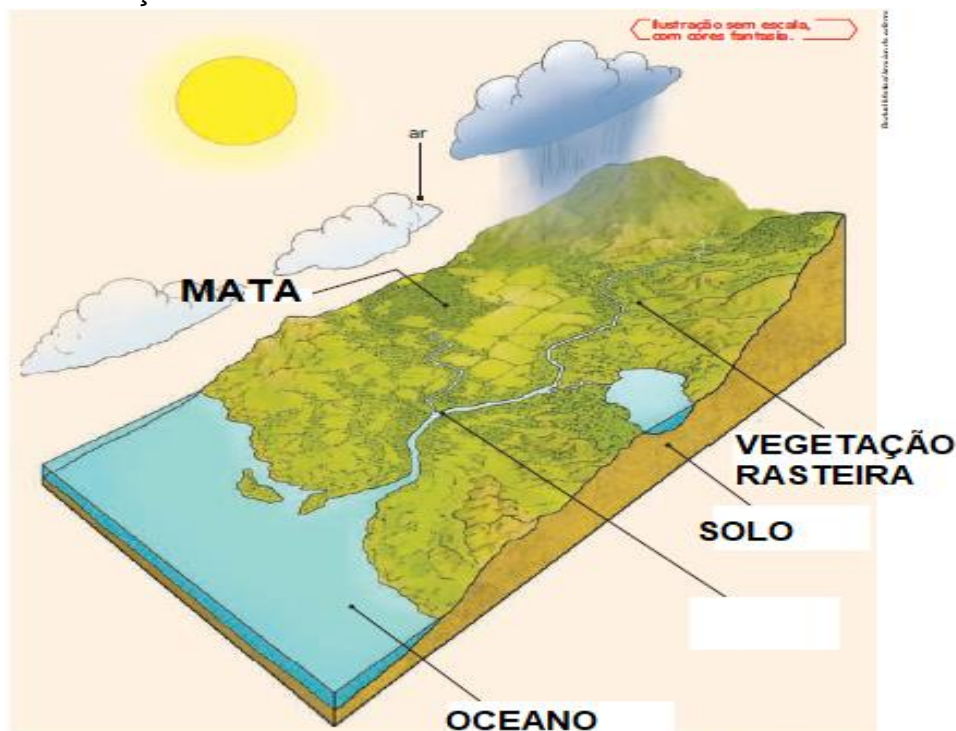 Ilustração sem escala,
com cores fantasia.
ar
MATA
VEGETAÇÃO
RASTEIRA
SOLO
OCEANO